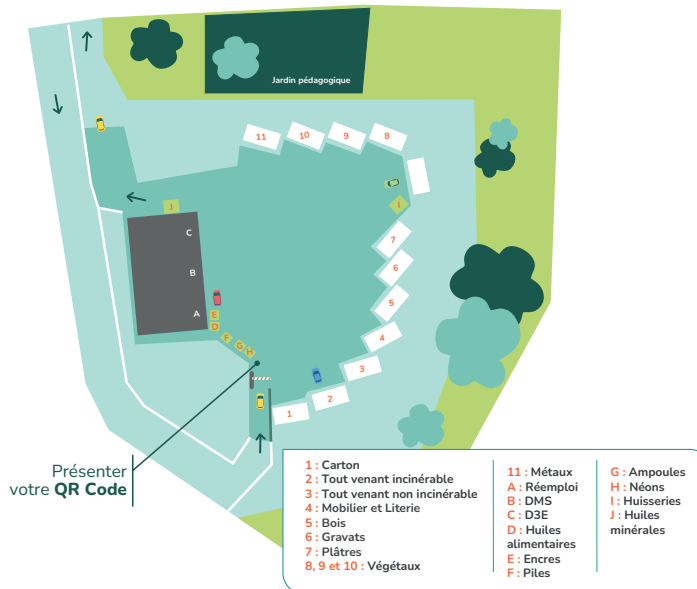 Jardin pédagogique
11
10
9
8
J
I
C
7
6
B
5
A
E
D
4
F
G
H
3
2
1
Présenter
votre QR Code
1 : Carton
2 : Tout venant incinérable
3 : Tout venant non incinérable
4 : Mobilier et Literie
5 : Bois
6 : Gravats
7 : Plâtres
8, 9 et 10 : Végétaux
11 : Métaux
A : Réemploi
B : DMS
C : D3E
D : Huiles
alimentaires
E : Encres
F : Piles
G : Ampoules
H : Néons
I : Huisseries
J : Huiles
minérales